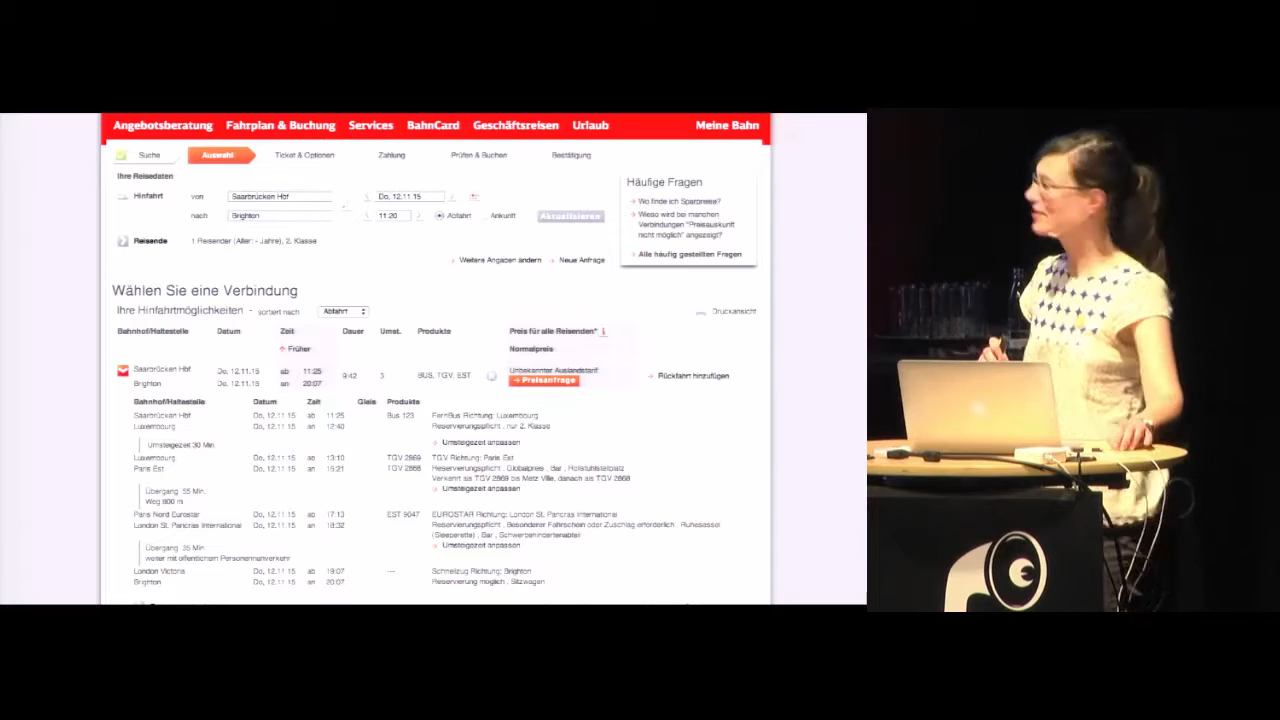 Angebotsberatung Fahrplan & Buchung Services BahnCard Geschäftsreisen Urlaub Meine Bahn
Suche Auswahl Ticket & Optionen Zahlung Prüfen & Buchen Bestätigung
Ihre Reisedaten
Hinfahrt von Saarbrücken Hbf Do, 12.11.15
nach Brighton 11:20 Abfahrt Ankunft Aktualisieren
Reisende 1 Reisender (Alter: - Jahre), 2. Klasse
Weitere Angaben ändern Neue Anfrage
Häufige Fragen
Wo finde ich Sparpreise?
Wieso wird bei manchen
Verbindungen "Preisauskunft
nicht möglich" angezeigt?
Alle häufig gestellten Fragen
Wählen Sie eine Verbindung
Ihre Hinfahrtmöglichkeiten - sortiert nach Abfahrt Druckansicht
Bahnhof/Haltestelle Datum Zeit Dauer Umst. Produkte Preis für alle Reisenden*
Früher Normalpreis
Saarbrücken Hbf Do, 12.11.15 ab 11:25 9:42 3 BUS, TGV, EST Unbekannter Auslandstarif
Brighton Do, 12.11.15 an 20:07 Preisanfrage Rückfahrt hinzufügen
Bahnhof/Haltestelle Datum Zeit Gleis Produkte
Saarbrücken Hbf Do, 12.11.15 ab 11:25 Bus 123 FernBus Richtung: Luxembourg
Luxembourg Do, 12.11.15 an 12:40 Reservierungspflicht , nur 2. Klasse
Umsteigezeit 30 Min. Umsteigezeit anpassen
Luxembourg Do, 12.11.15 ab 13:10 TGV 2869 TGV Richtung: Paris Est
Paris Est Do, 12.11.15 an 15:21 TGV 2868 Reservierungspflicht , Globalpreis , Bar , Rollstuhlstellplatz
Verkehrt als TGV 2869 bis Metz Ville, danach als TGV 2868
Übergang 55 Min. Umsteigezeit anpassen
Weg 800 m
Paris Nord Eurostar Do, 12.11.15 ab 17:13 EST 9047 EUROSTAR Richtung: London St. Pancras International
London St. Pancras International Do, 12.11.15 an 18:32 Reservierungspflicht , Besonderer Fahrschein oder Zuschlag erforderlich , Ruhesessel
(Sleeperette) , Bar , Schwerbehindertenabteil
Übergang 35 Min. Umsteigezeit anpassen
weiter mit öffentlichem Personennahverkehr
London Victoria Do, 12.11.15 ab 19:07 --- Schnellzug Richtung: Brighton
Brighton Do, 12.11.15 an 20:07 Reservierung möglich , Sitzwagen